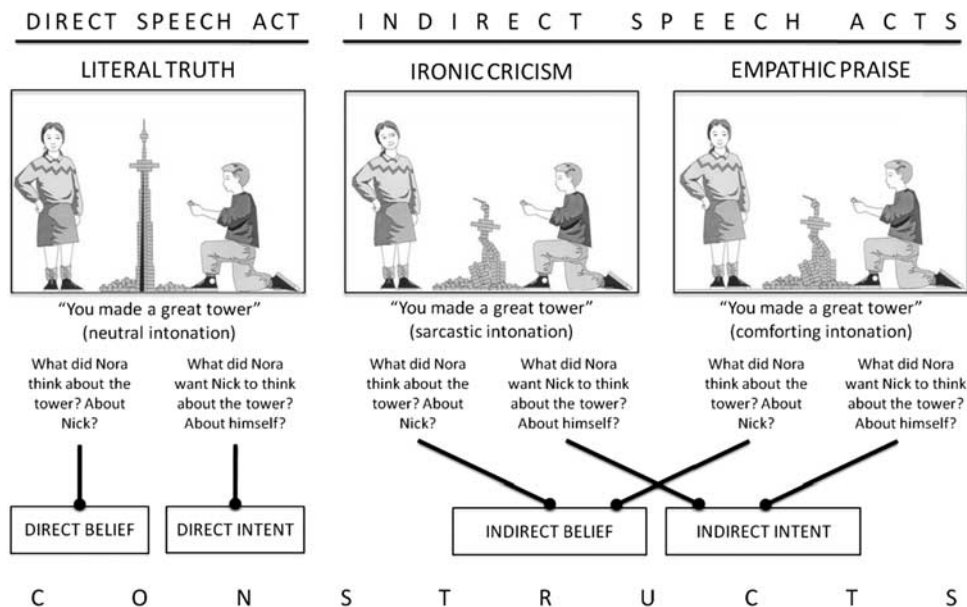 DIRECT SPEECH ACT
INDIRECT SPEECH ACTS
LITERAL TRUTH
IRONIC CRICISM
EMPATHIC PRAISE
“You made a great tower”
(neutral intonation)
“You made a great tower”
(sarcastic intonation)
“You made a great tower”
(comforting intonation)
What did Nora
think about the
tower? About
Nick?
What did Nora
want Nick to think
about the tower?
About himself?
What did Nora
think about the
tower? About
Nick?
What did Nora
want Nick to think
about the tower?
About himself?
What did Nora
think about the
tower? About
Nick?
What did Nora
want Nick to think
about the tower?
About himself?
DIRECT BELIEF
DIRECT INTENT
INDIRECT BELIEF
INDIRECT INTENT
CONSTRUCTS